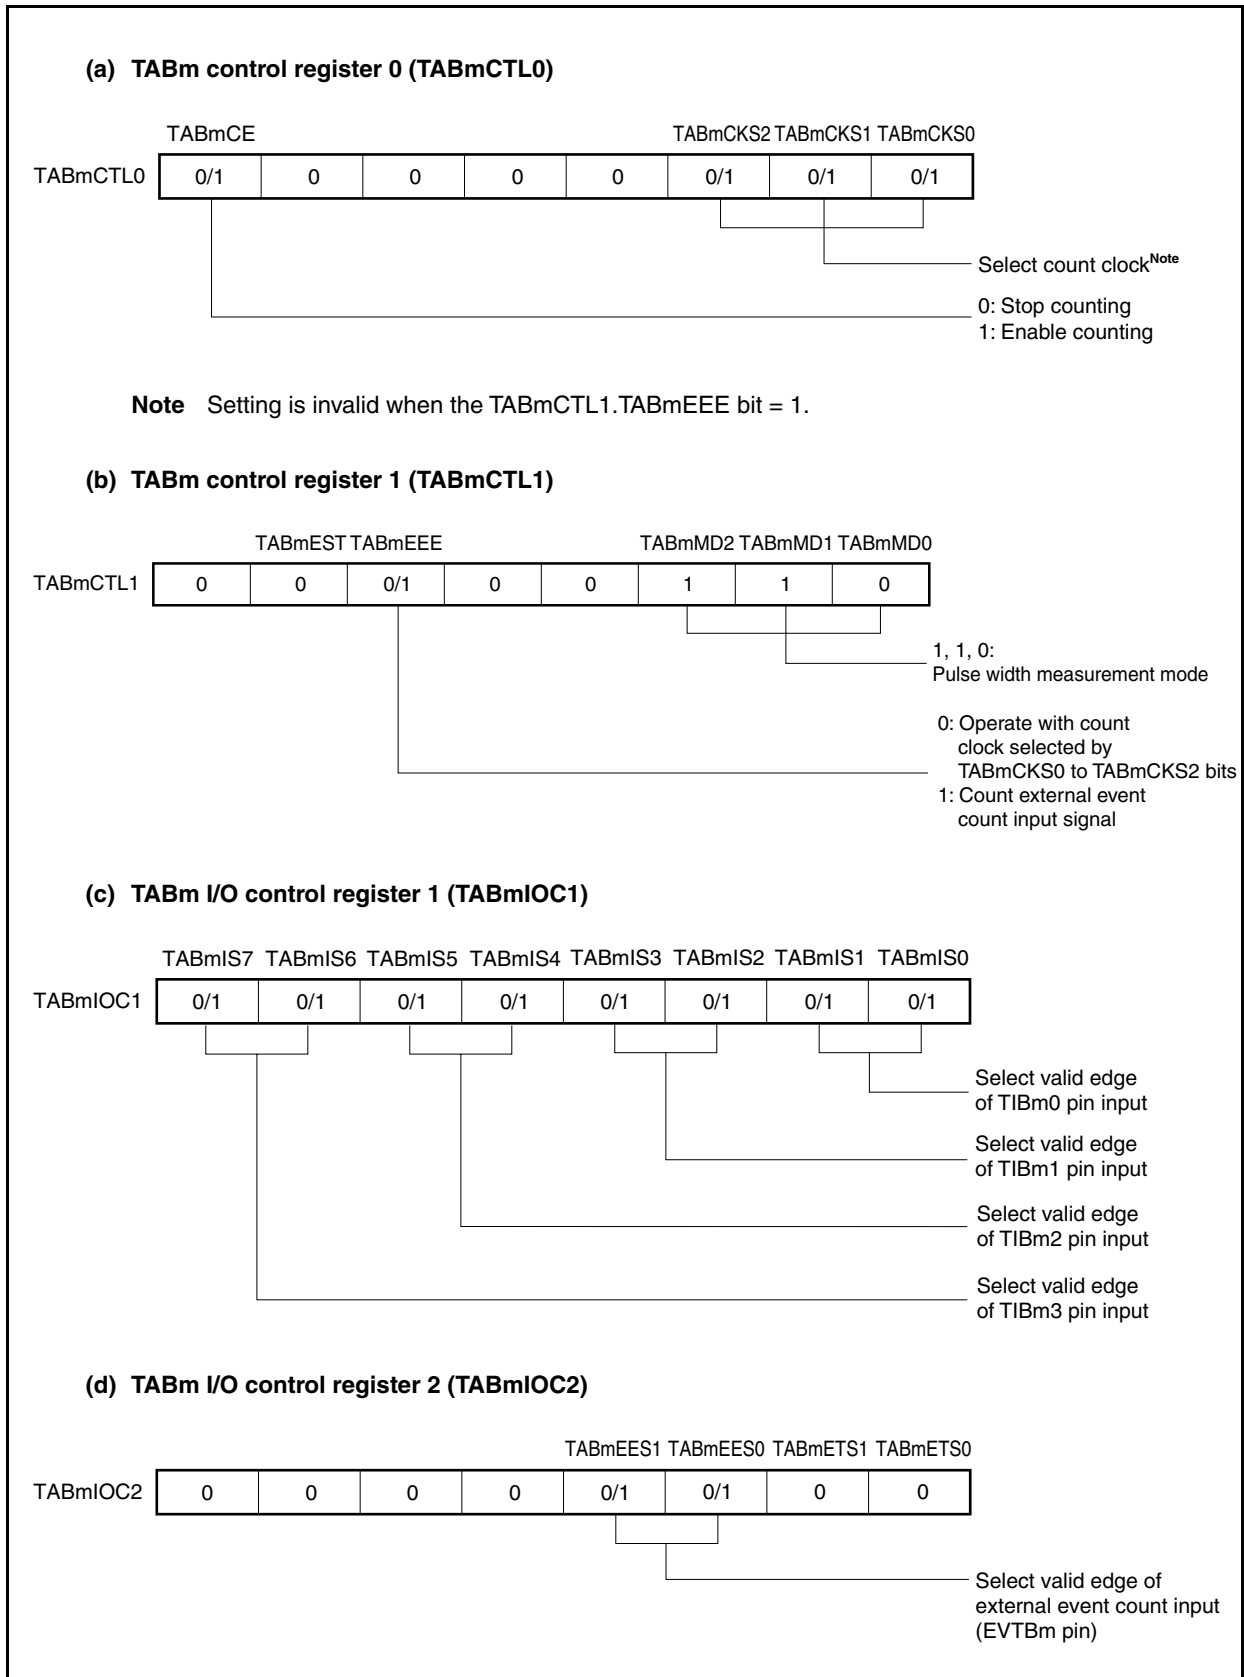 (a) TABm control register 0 (TABmCTL0)
TABmCE TABmCKS2 TABmCKS1 TABmCKS0
TABmCTL0 0/1 0 0 0 0 0/1 0/1 0/1
Select count clockNote
0: Stop counting
1: Enable counting
Note Setting is invalid when the TABmCTL1.TABmEEE bit = 1.
(b) TABm control register 1 (TABmCTL1)
TABmEST TABmEEE TABmMD2 TABmMD1 TABmMD0
TABmCTL1 0 0 0/1 0 0 1 1 0
1, 1, 0:
Pulse width measurement mode
0: Operate with count
clock selected by
TABmCKS0 to TABmCKS2 bits
1: Count external event
count input signal
(c) TABm I/O control register 1 (TABmIOC1)
TABmIS7 TABmIS6 TABmIS5 TABmIS4 TABmIS3 TABmIS2 TABmIS1 TABmIS0
TABmIOC1 0/1 0/1 0/1 0/1 0/1 0/1 0/1 0/1
Select valid edge
of TIBm0 pin input
Select valid edge
of TIBm1 pin input
Select valid edge
of TIBm2 pin input
Select valid edge
of TIBm3 pin input
(d) TABm I/O control register 2 (TABmIOC2)
TABmEES1 TABmEES0 TABmETS1 TABmETS0
TABmIOC2 0 0 0 0 0/1 0/1 0 0
Select valid edge of
external event count input
(EVTBm pin)